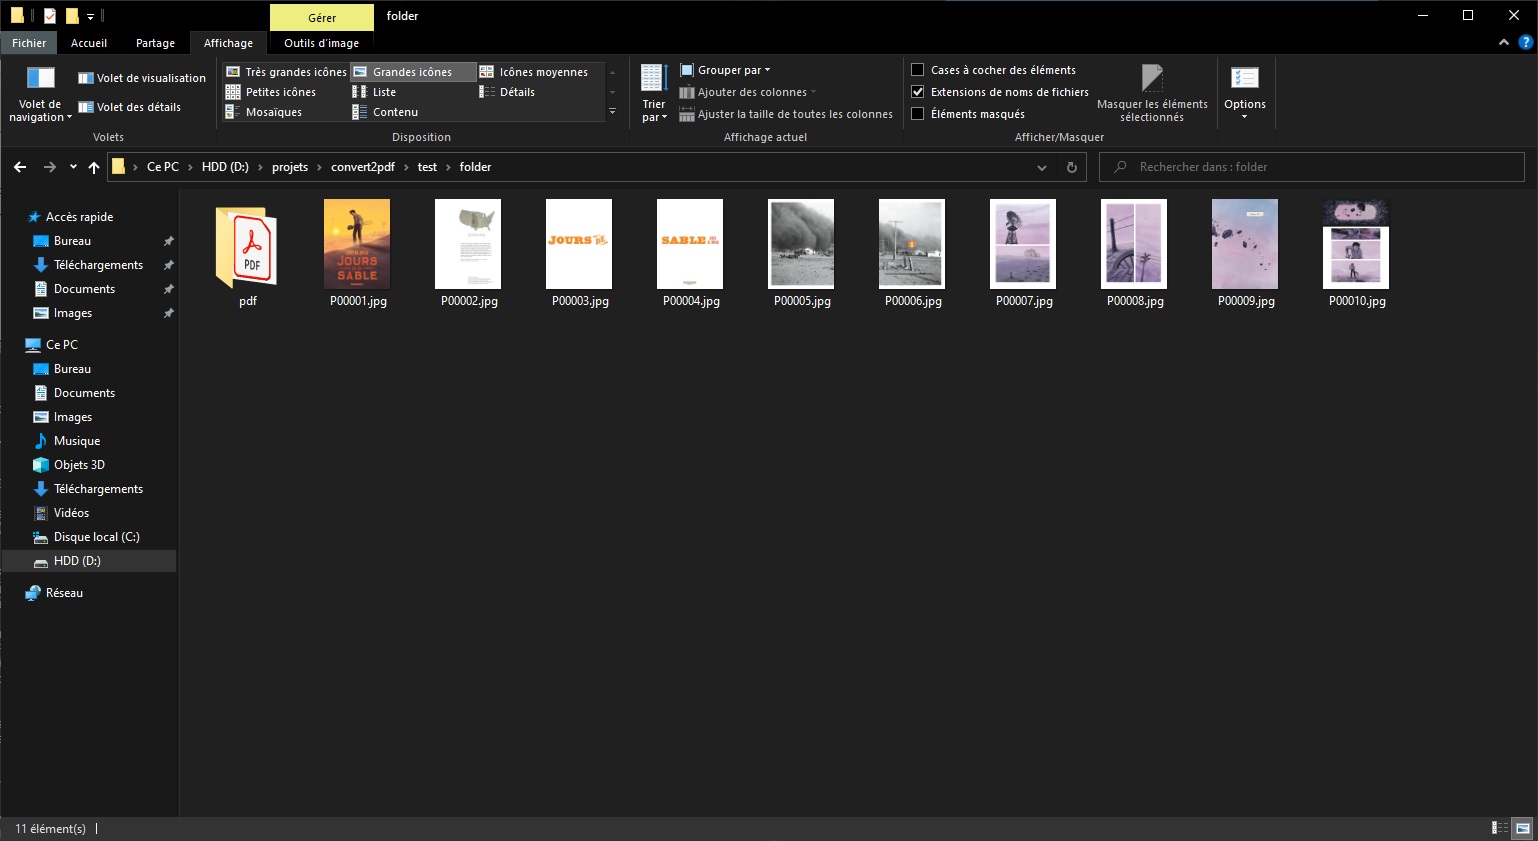 Gérer
folder
Fichier
Accueil
Partage
Affichage
Outils d'image
Volet de navigation
Volet de visualisation
Volet des détails
Volets
Très grandes icônes
Grandes icônes
Icônes moyennes
Petites icônes
Liste
Détails
Mosaïques
Contenu
Disposition
Trier par
Grouper par
Ajouter des colonnes
Ajuster la taille de toutes les colonnes
Affichage actuel
Cases à cocher des éléments
Extensions de noms de fichiers
Éléments masqués
Masquer les éléments sélectionnés
Afficher/Masquer
Options
Ce PC > HDD (D:) > projets > convert2pdf > test > folder
Rechercher dans : folder
Accès rapide
Bureau
Téléchargements
Documents
Images
Ce PC
Bureau
Documents
Images
Musique
Objets 3D
Téléchargements
Vidéos
Disque local (C:)
HDD (D:)
Réseau
PDF
JOURS
SABLE
JOURS DE
SABLE
pdf
P00001.jpg
P00002.jpg
P00003.jpg
P00004.jpg
P00005.jpg
P00006.jpg
P00007.jpg
P00008.jpg
P00009.jpg
P00010.jpg
11 élément(s)